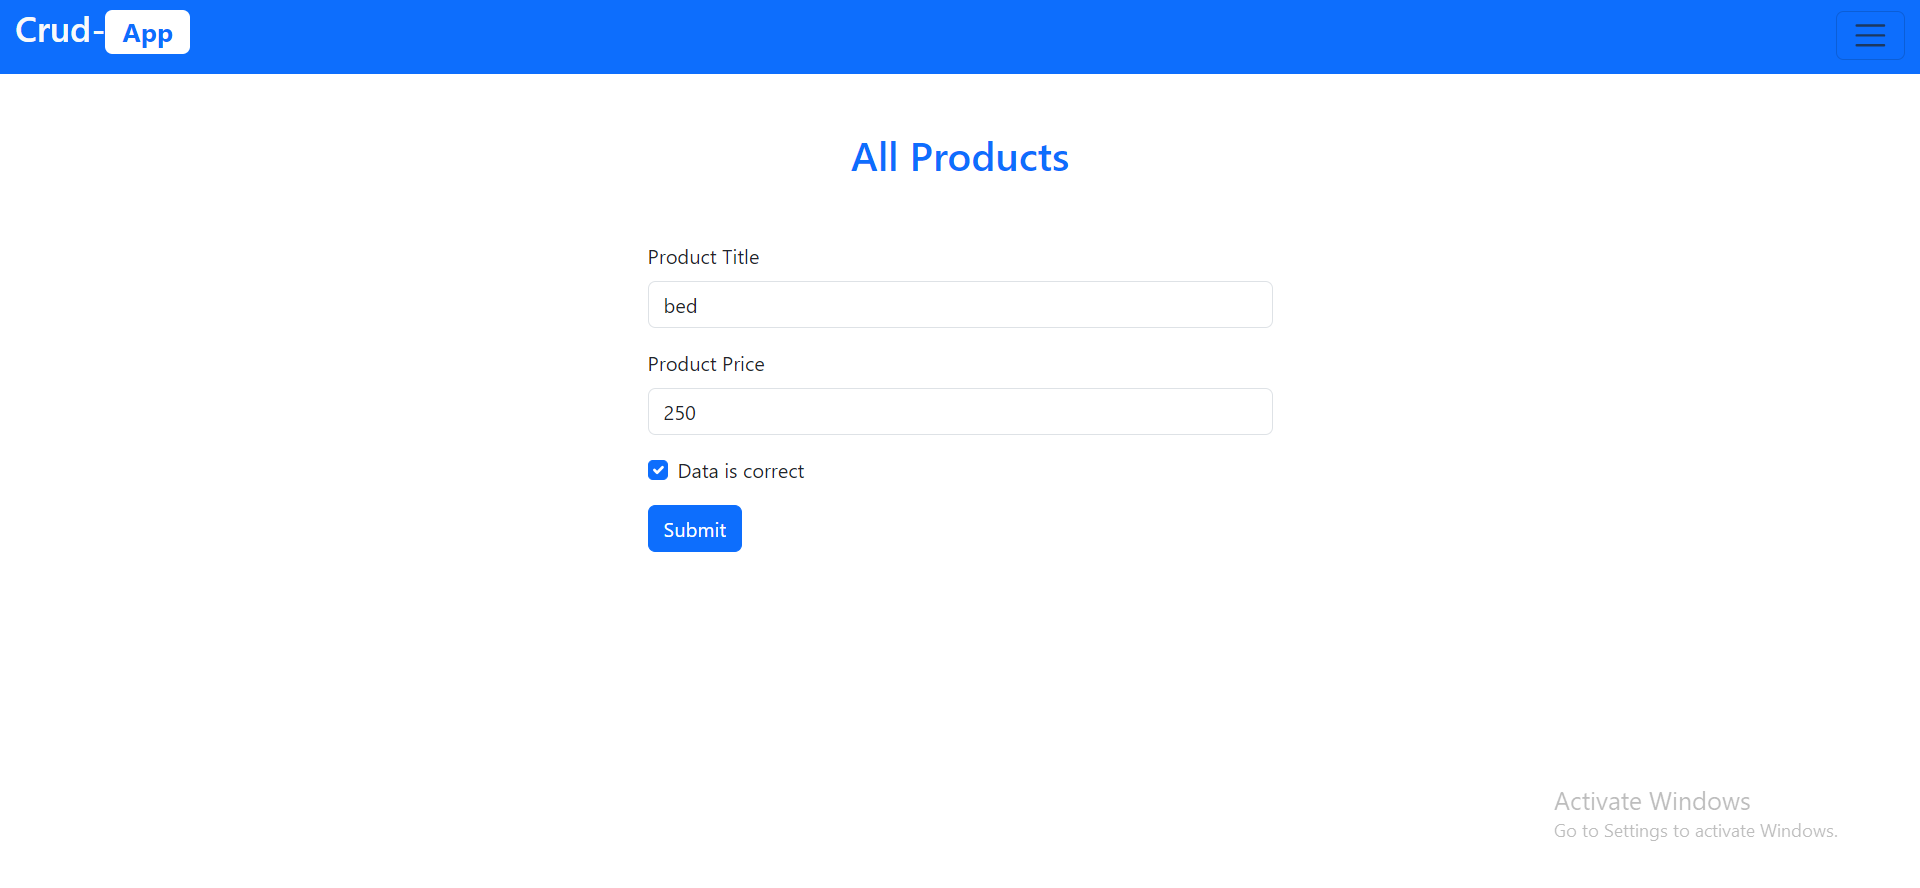 Crud-App
All Products
Product Title
bed
Product Price
250
Data is correct
Submit
Activate Windows
Go to Settings to activate Windows.